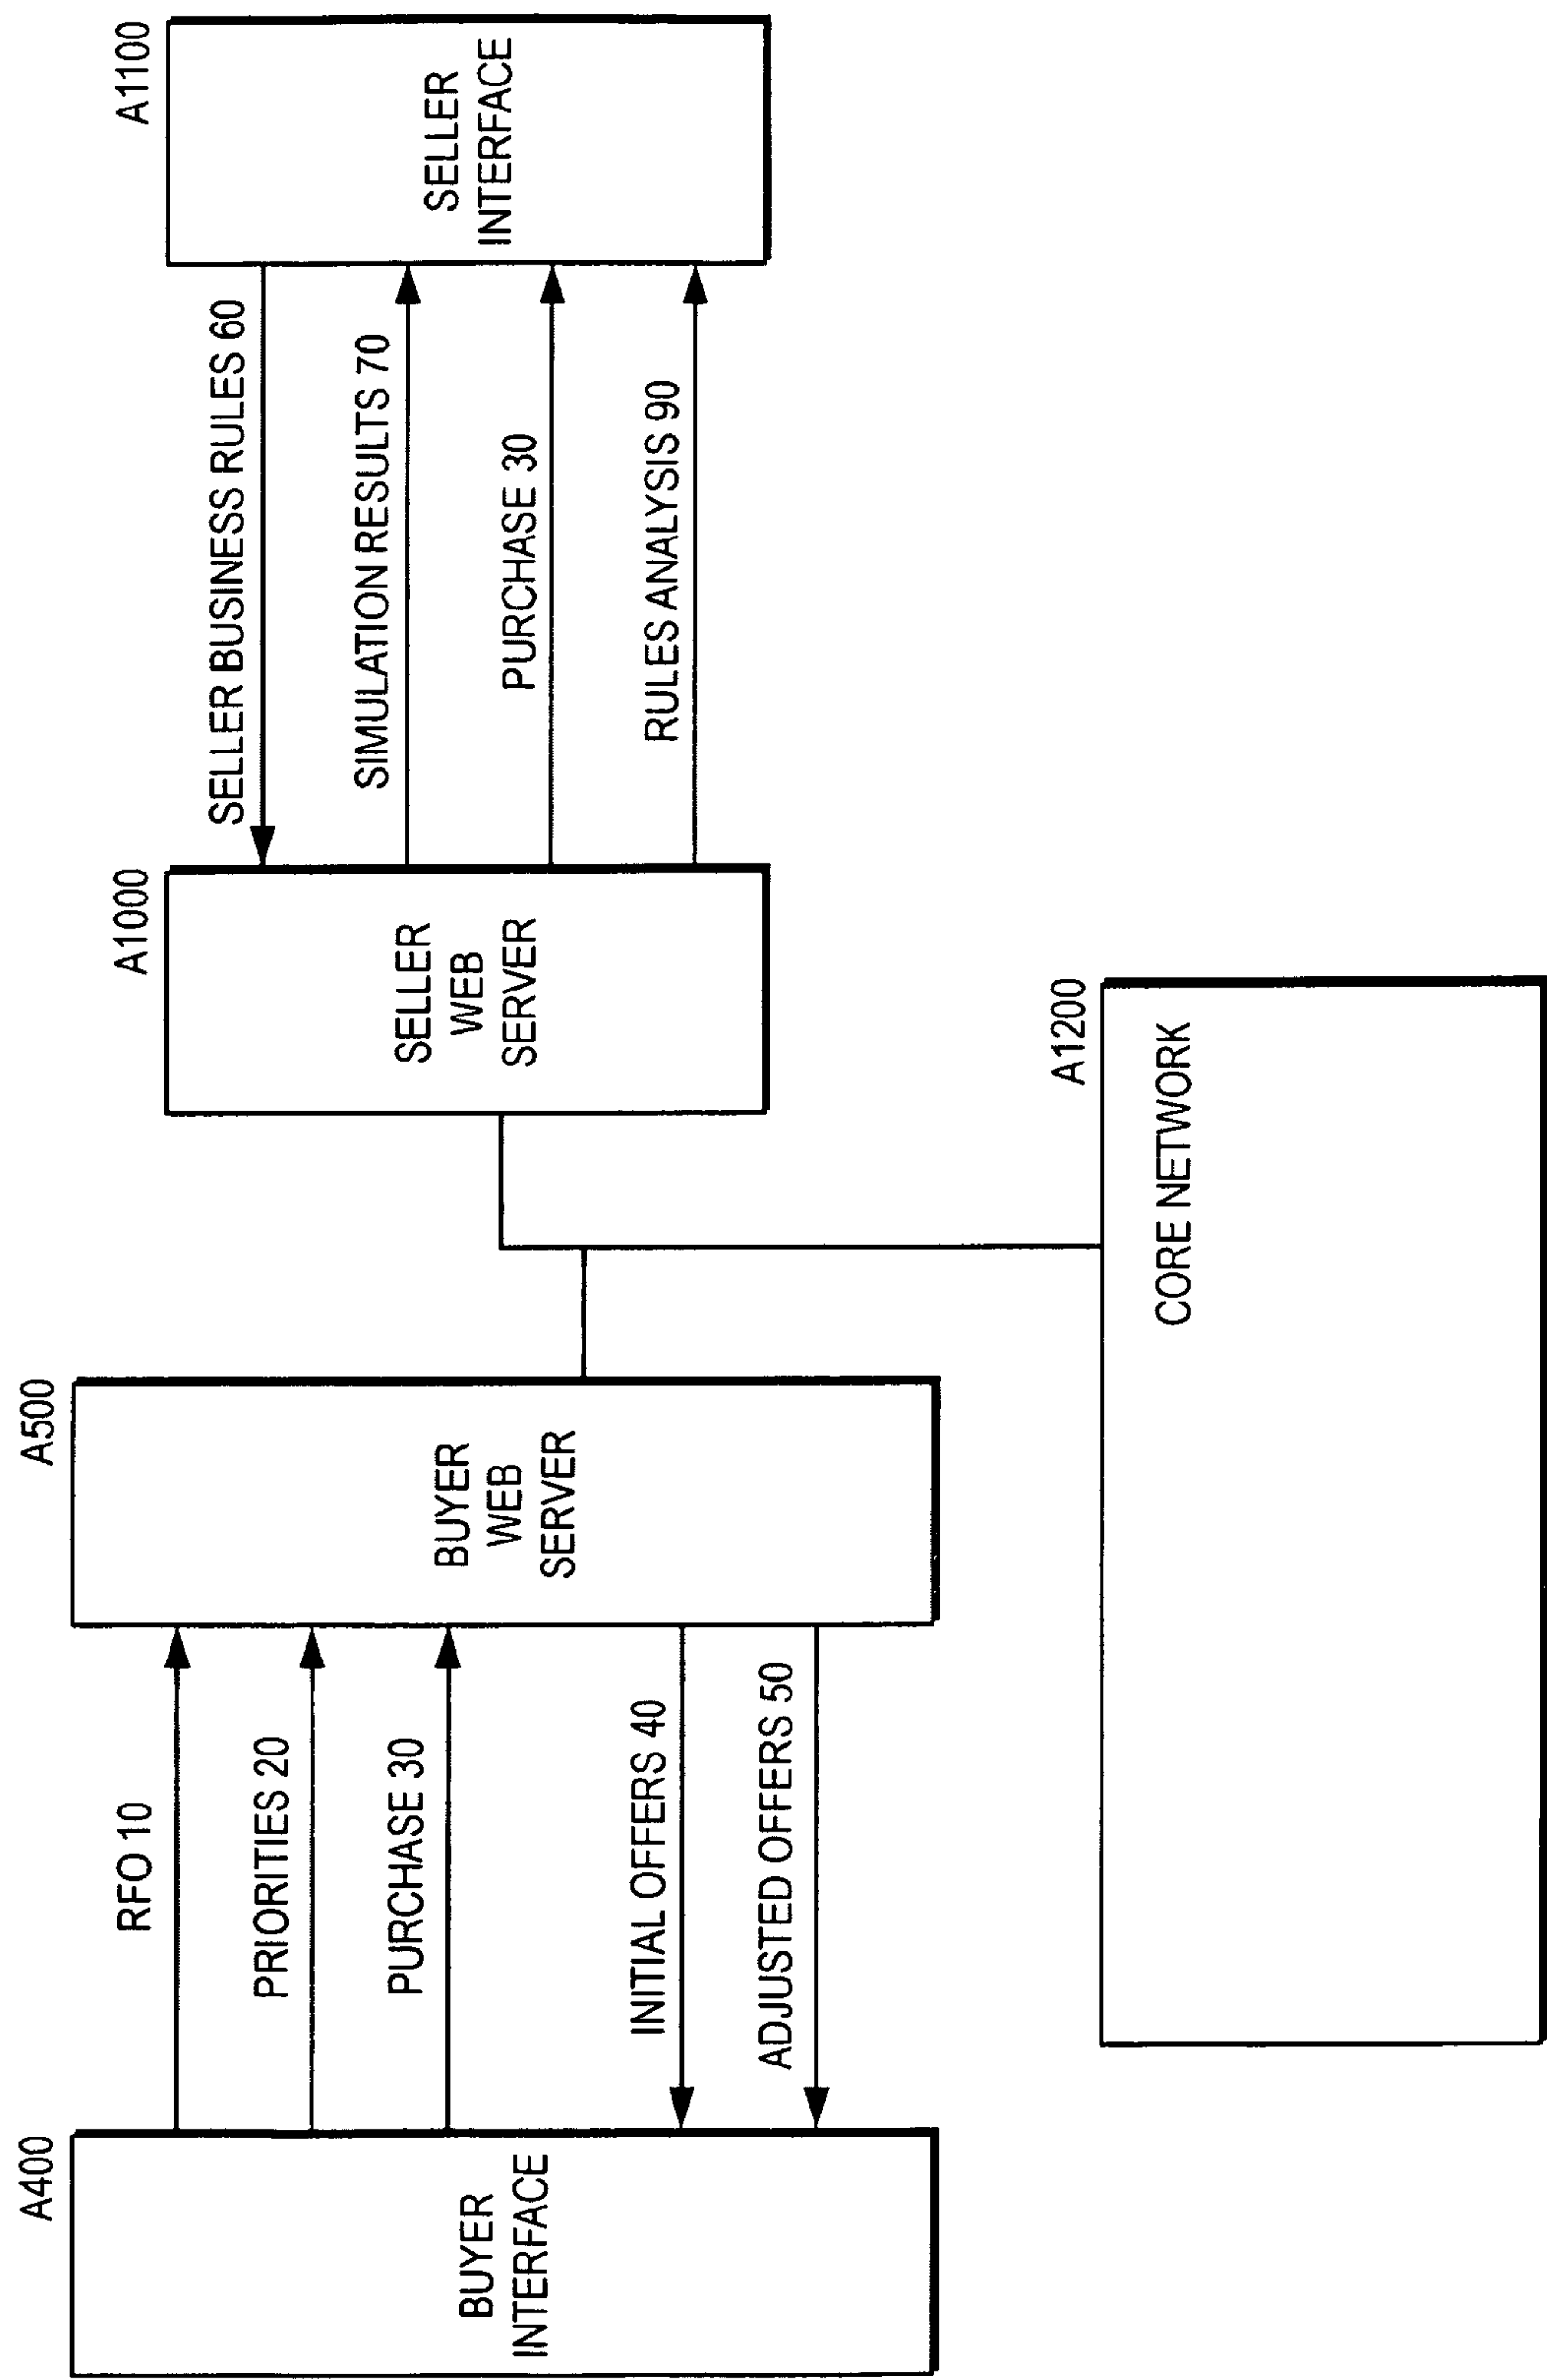 A400
BUYER
INTERFACE
RFO 10
PRIORITIES 20
PURCHASE 30
INITIAL OFFERS 40
ADJUSTED OFFERS 50
A500
BUYER
WEB
SERVER
A1000
SELLER
WEB
SERVER
SELLER BUSINESS RULES 60
SIMULATION RESULTS 70
PURCHASE 30
RULES ANALYSIS 90
A1100
SELLER
INTERFACE
A1200
CORE NETWORK